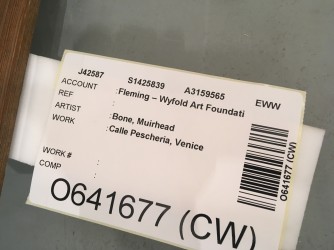 J42587 S1425839 A3159565 EWW
ACCOUNT : Fleming – Wyfold Art Foundati
REF :
ARTIST : Bone, Muirhead
WORK : Calle Pescheria, Venice
WORK # :
COMP :
O641677 (CW)
O641677 (CW)